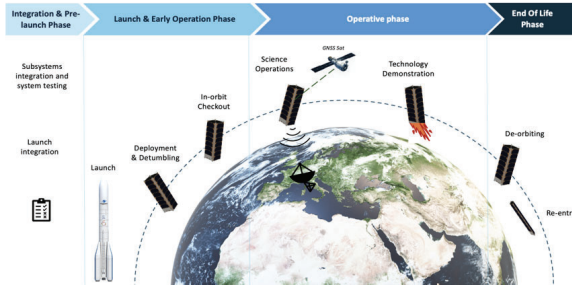 Integration & Pre-
launch Phase
Launch & Early Operation Phase
Operative phase
End Of Life
Phase
Subsystems
integration and
system testing
Launch
integration
Launch
Deployment
& Detumbling
In-orbit
Checkout
Science
Operations
GNSS Sat
Technology
Demonstration
De-orbiting
Re-entr